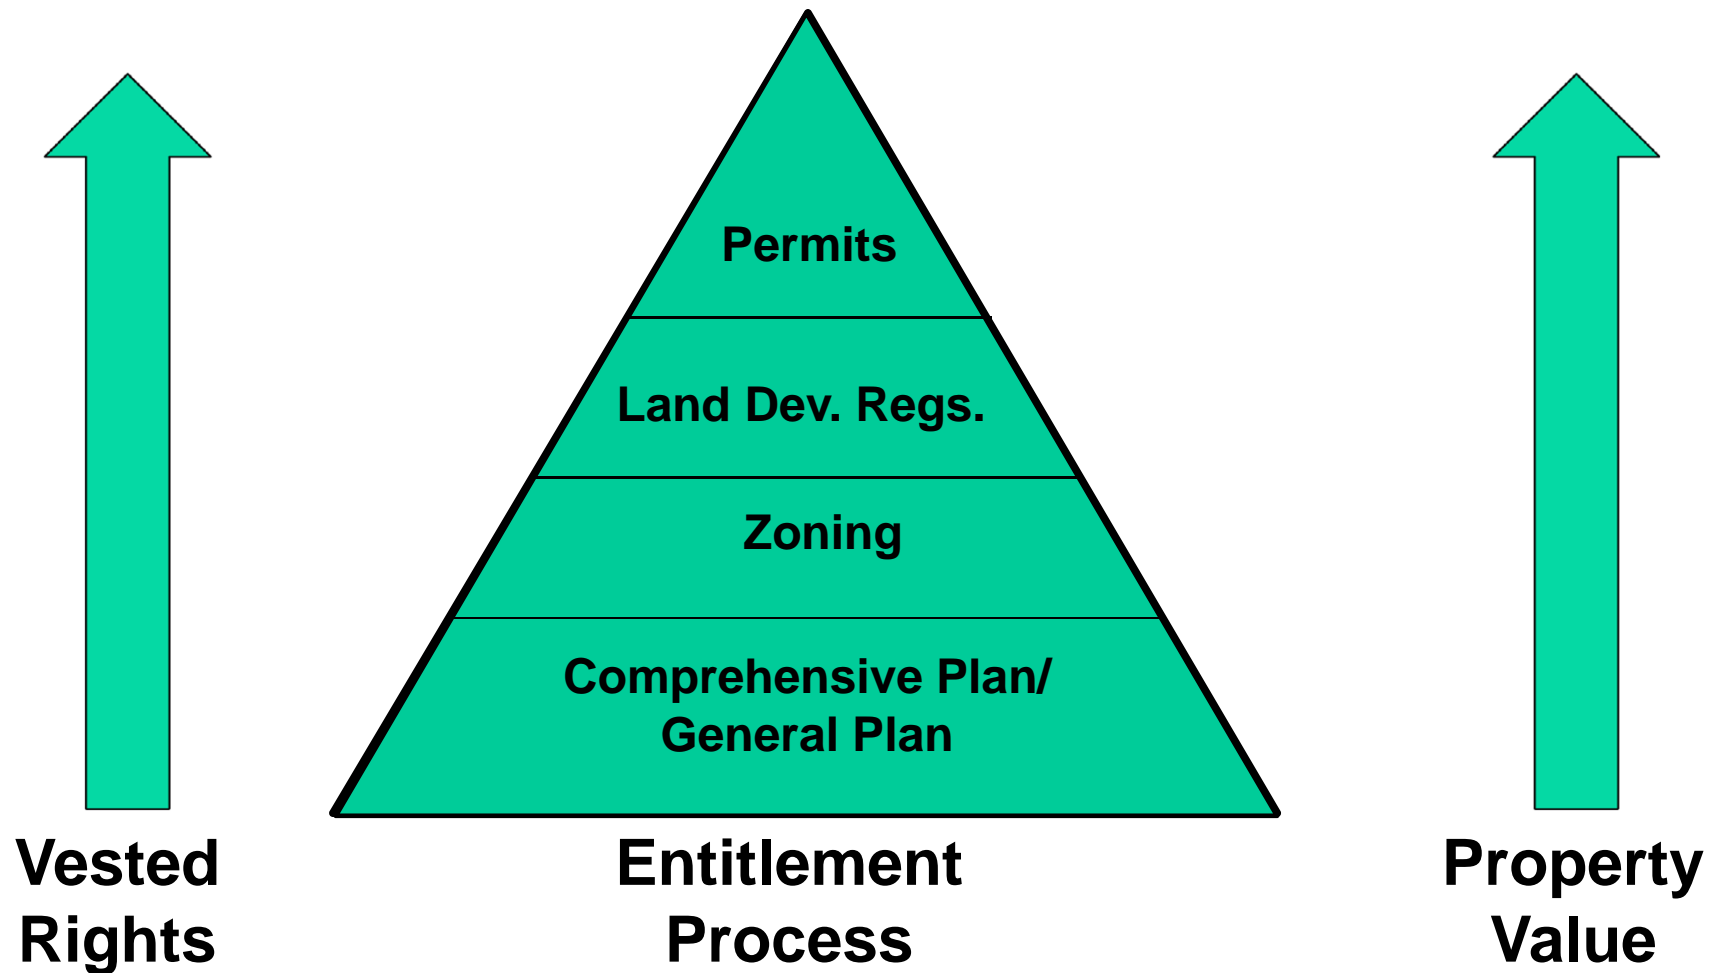 Permits
Land Dev. Regs.
Zoning
Comprehensive Plan/
General Plan
Vested
Rights
Entitlement
Process
Property
Value